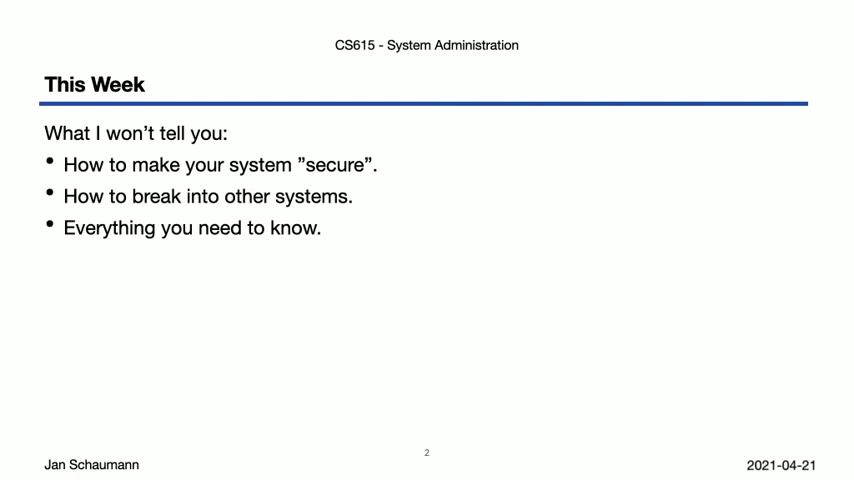 CS615 - System Administration
This Week
What I won’t tell you:
• How to make your system ”secure”.
• How to break into other systems.
• Everything you need to know.
2
Jan Schaumann
2021-04-21